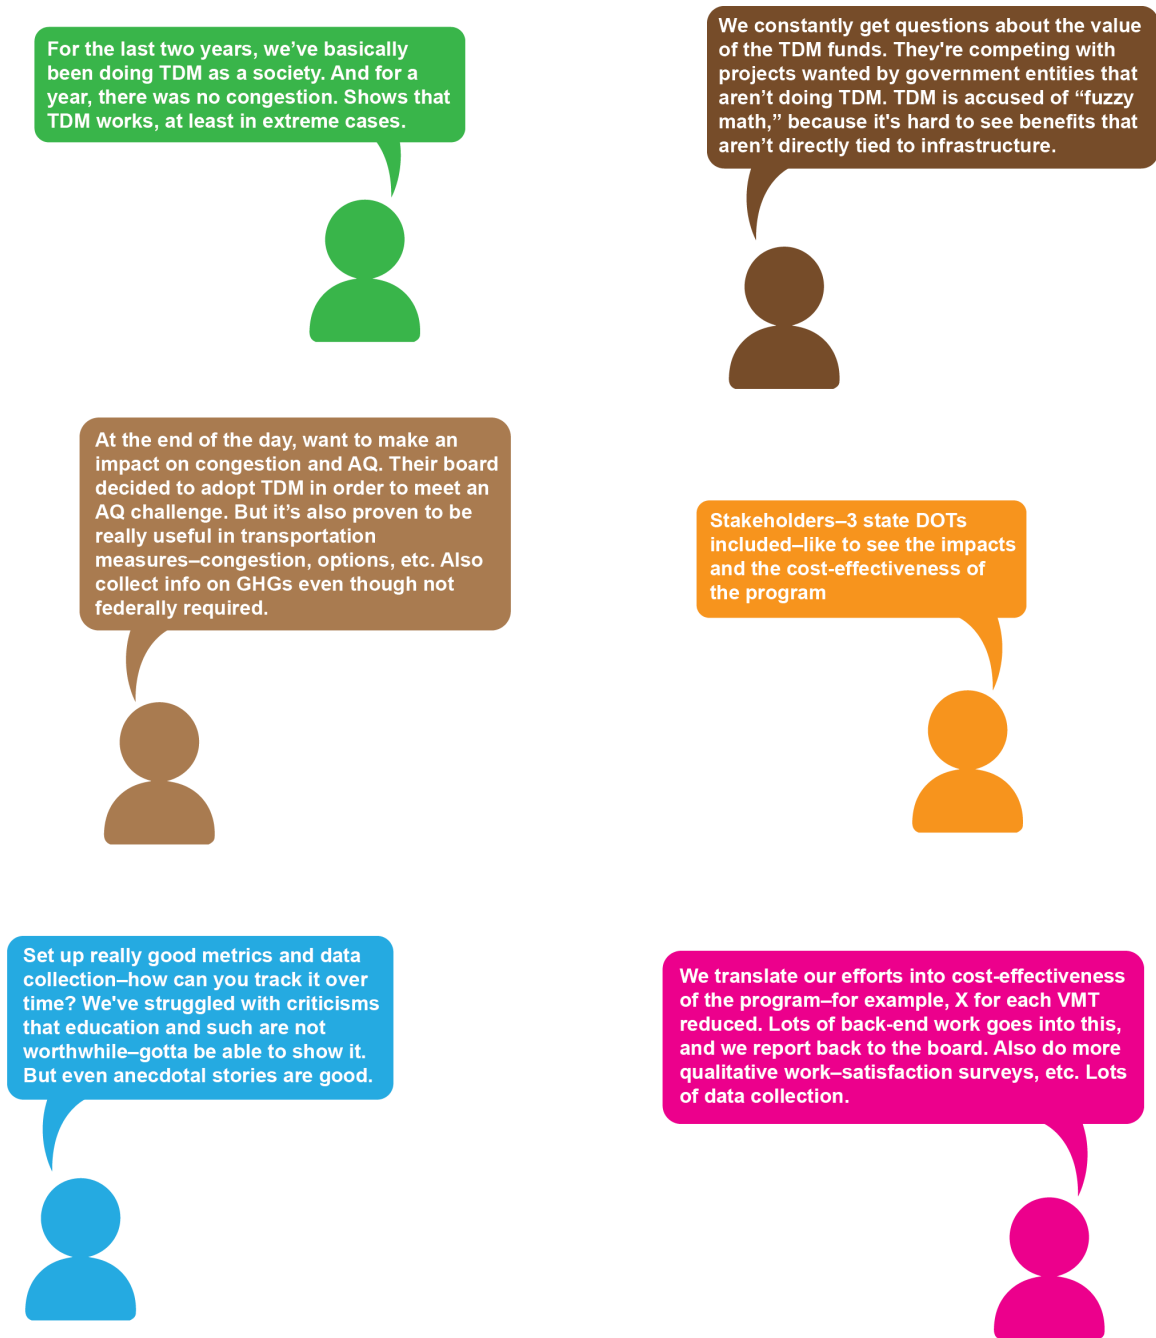 For the last two years, we’ve basically
been doing TDM as a society. And for a
year, there was no congestion. Shows that
TDM works, at least in extreme cases.
We constantly get questions about the value
of the TDM funds. They're competing with
projects wanted by government entities that
aren’t doing TDM. TDM is accused of “fuzzy
math,” because it's hard to see benefits that
aren’t directly tied to infrastructure.
At the end of the day, want to make an
impact on congestion and AQ. Their board
decided to adopt TDM in order to meet an
AQ challenge. But it’s also proven to be
really useful in transportation
measures–congestion, options, etc. Also
collect info on GHGs even though not
federally required.
Stakeholders–3 state DOTs
included–like to see the impacts
and the cost-effectiveness of
the program
Set up really good metrics and data
collection–how can you track it over
time? We've struggled with criticisms
that education and such are not
worthwhile–gotta be able to show it.
But even anecdotal stories are good.
We translate our efforts into cost-effectiveness
of the program–for example, X for each VMT
reduced. Lots of back-end work goes into this,
and we report back to the board. Also do more
qualitative work–satisfaction surveys, etc. Lots
of data collection.